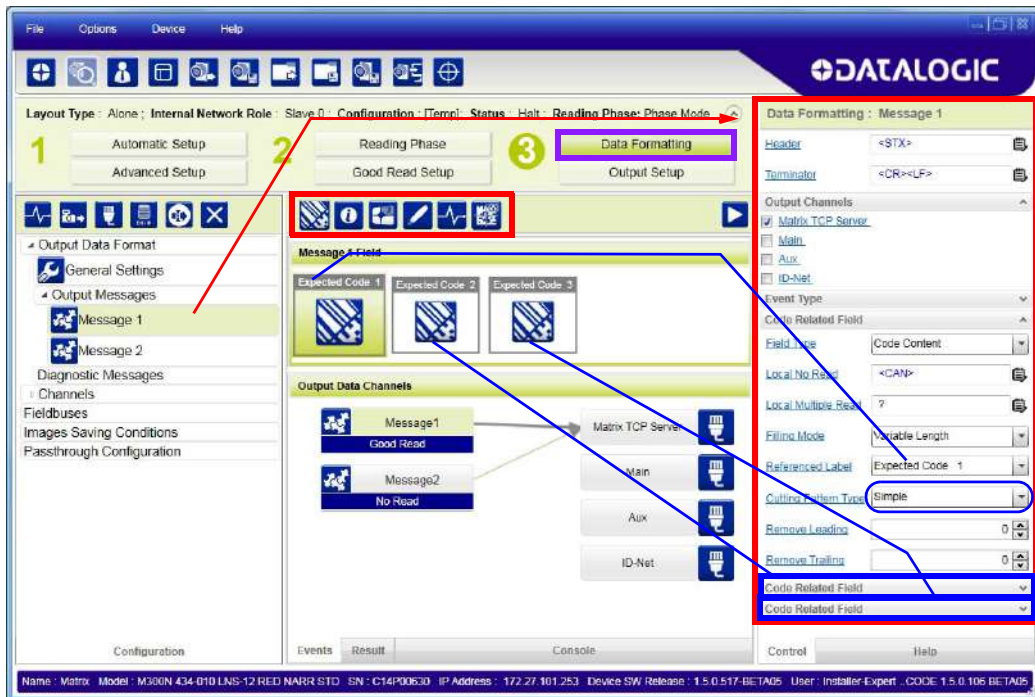 File Options Device Help
DATALOGIC
Layout Type : Alone ; Internal Network Role : Slave 0 : Configuration : [Temp]: Status : Halt : Reading Phase: Phase Mode
1 Automatic Setup 2 Reading Phase 3 Data Formatting
Advanced Setup Good Read Setup Output Setup
Output Data Format
General Settings
Output Messages
Message 1
Message 2
Diagnostic Messages
Channels
Fieldbuses
Images Saving Conditions
Passthrough Configuration
Configuration
Message 1 Field
Expected Code 1 Expected Code 2 Expected Code 3
Output Data Channels
Message1
Good Read
Message2
No Read
Matrix TCP Server
Main
Aux
ID-Net
Events Result Console
Data Formatting : Message 1
Header <STX>
Terminator <CR><LF>
Output Channels
Matrix TCP Server
Main
Aux
ID-Net
Event Type
Code Related Field
Field Type Code Content
Local No Read <CAN>
Local Multiple Read ?
Filling Mode Variable Length
Referenced Label Expected Code 1
Cutting Pattern Type Simple
Remove Leading 0
Remove Trailing 0
Code Related Field
Code Related Field
Control Help
Name : Matrix Model : M300N 434-010 LNS-12 RED NARR STD SN : C14P00630 IP Address : 172.27.101.253 Device SW Release : 1.5.0.517-BETA05 User : Installer-Expert ..CODE 1.5.0.106 BETA05